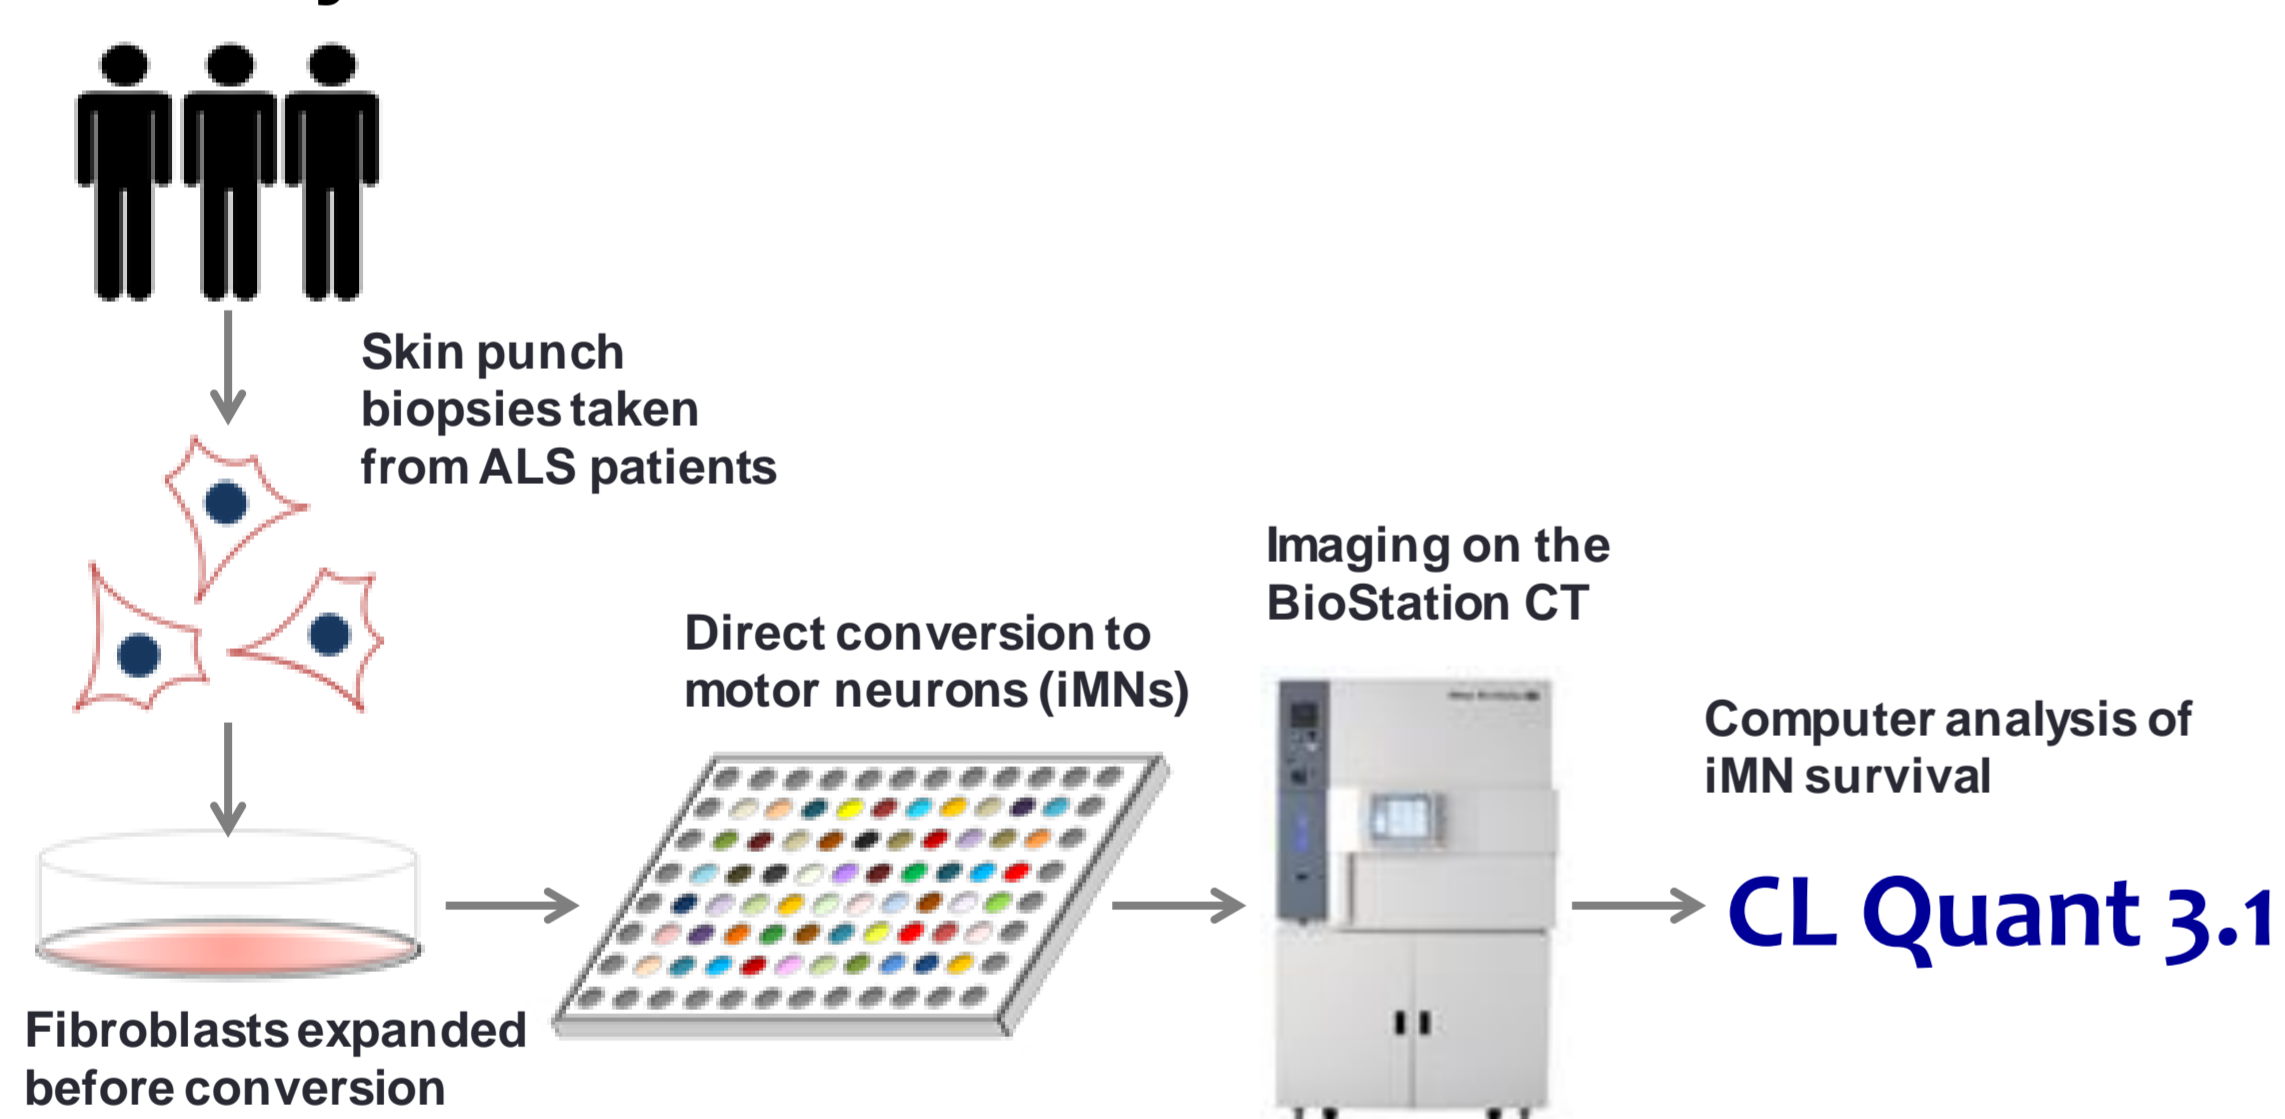 Skin punch
biopsies taken
from ALS patients
Fibroblasts expanded
before conversion
Direct conversion to
motor neurons (iMNs)
Imaging on the
BioStation CT
Computer analysis of
iMN survival
CL Quant 3.1